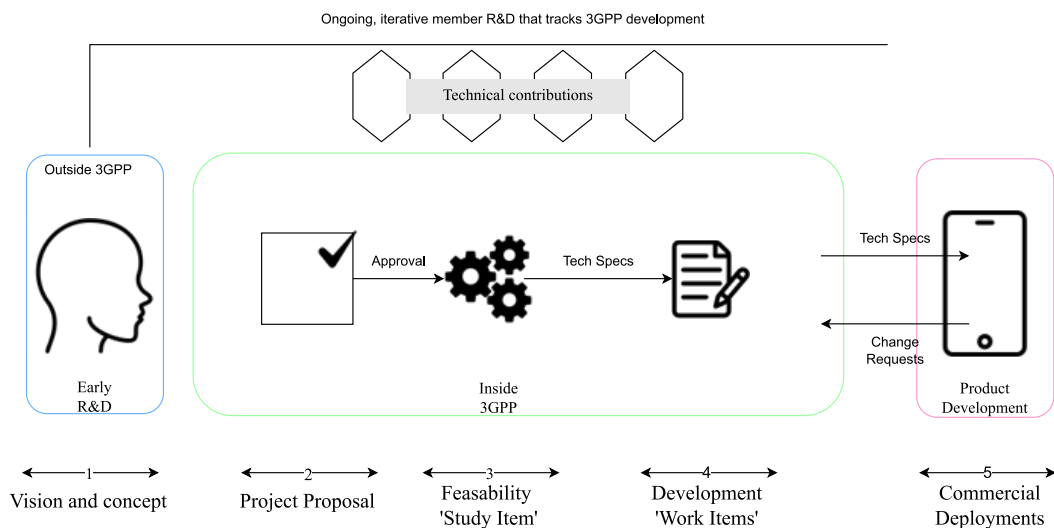 Ongoing, iterative member R&D that tracks 3GPP development
Technical contributions
Outside 3GPP
Early
R&D
Approval
Tech Specs
Inside
3GPP
Tech Specs
Change
Requests
Product
Development
1
Vision and concept
2
Project Proposal
3
Feasability
'Study Item'
4
Development
'Work Items'
5
Commercial
Deployments